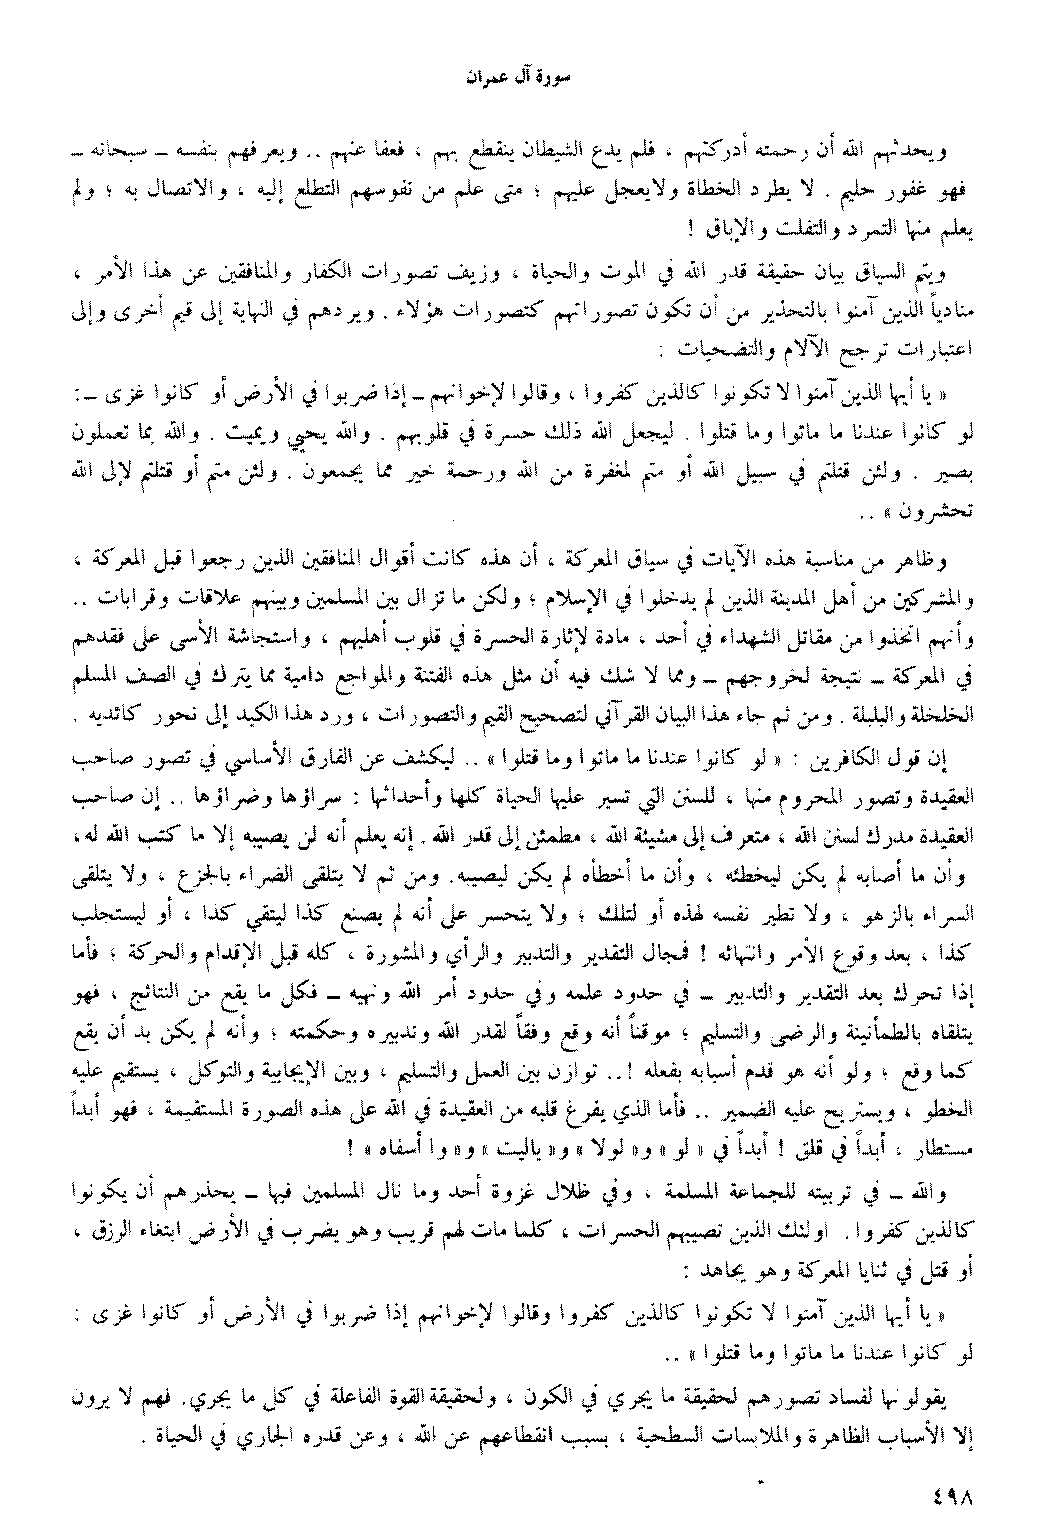 سورة آل عمران
ويحدثهم الله أن رحمته أدركتهم ، فلم يدع الشيطان ينقطع بهم ، فعفا عنهم .. ويعرفهم بنفسه – سبحانه –
فهو غفور حليم . لا يطرد الخطاة ولايعجل عليهم ؛ متى علم من نفوسهم التطلع إليه ، والاتصال به ؛ ولم
يعلم منها التمرد والتفلت والإباق !
ويتم السياق بيان حقيقة قدر الله في الموت والحياة ، وزيف تصورات الكفار والمنافقين عن هذا الأمر ،
منادياً الذين آمنوا بالتحذير من أن تكون تصوراتهم كتصورات هؤلاء . ويردهم في النهاية إلى قيم أخرى وإلى
اعتبارات ترجح الآلام والتضحيات :
« يا أيها الذين آمنوا لا تكونوا كالذين كفروا ، وقالوا لإخوانهم – إذا ضربوا في الأرض أو كانوا غزى – :
لو كانوا عندنا ما ماتوا وما قتلوا . ليجعل الله ذلك حسرة في قلوبهم . والله يحيي ويميت . والله بما تعملون
بصير . ولئن قتلتم في سبيل الله أو متم لمغفرة من الله ورحمة خير مما يجمعون . ولئن متم أو قتلتم لإلى الله
تحشرون » ..
وظاهر من مناسبة هذه الآيات في سياق المعركة ، أن هذه كانت أقوال المنافقين الذين رجعوا قبل المعركة ،
والمشركين من أهل المدينة الذين لم يدخلوا في الإسلام ؛ ولكن ما تزال بين المسلمين وبينهم علاقات وقرابات ..
وأنهم اتخذوا من مقاتل الشهداء في أحد ، مادة لإثارة الحسرة في قلوب أهليهم ، واستجاشة الأسى على فقدهم
في المعركة – نتيجة لخروجهم – ومما لا شك فيه أن مثل هذه الفتنة والمواجع دامية مما يترك في الصف المسلم
الخلخلة والبلبلة . ومن ثم جاء هذا البيان القرآني لتصحيح القيم والتصورات ، ورد هذا الكيد إلى نحور كائديه .
إن قول الكافرين : « لو كانوا عندنا ما ماتوا وما قتلوا » .. ليكشف عن الفارق الأساسي في تصور صاحب
العقيدة وتصور المحروم منها ، للسنن التي تسير عليها الحياة كلها وأحداثها : سراؤها وضراؤها .. إن صاحب
العقيدة مدرك لسنن الله ، متعرف إلى مشيئة الله ، مطمئن إلى قدر الله . إنه يعلم أنه لن يصيبه إلا ما كتب الله له ،
وأن ما أصابه لم يكن ليخطئه ، وأن ما أخطأه لم يكن ليصيبه. ومن ثم لا يتلقى الضراء بالجزع ، ولا يتلقى
السراء بالزهو ، ولا تطير نفسه لهذه أو لتلك ؛ ولا يتحسر على أنه لم يصنع كذا ليتقي كذا ، أو ليستجلب
كذا ، بعد وقوع الأمر وانتهائه ! فمجال التقدير والتدبير والرأي والمشورة ، كله قبل الإقدام والحركة ؛ فأما
إذا تحرك بعد التقدير والتدبير – في حدود علمه وفي حدود أمر الله ونهيه – فكل ما يقع من النتائج ، فهو
يتلقاه بالطمأنينة والرضى والتسليم ؛ موقناً أنه وقع وفقاً لقدر الله وتدبيره وحكمته ؛ وأنه لم يكن بد أن يقع
كما وقع ؛ ولو أنه هو قدم أسبابه بفعله ! .. توازن بين العمل والتسليم ، وبين الإيجابية والتوكل ، يستقيم عليه
الخطو ، ويستريح عليه الضمير .. فأما الذي يفرغ قلبه من العقيدة في الله على هذه الصورة المستقيمة ، فهو أبداً
مستطار ، أبداً في قلق ! أبداً في « لو » و« لولا » و« ياليت » و« وا أسفاه » !
والله – في تربيته للجماعة المسلمة ، وفي ظلال غزوة أحد وما نال المسلمين فيها – يحذرهم أن يكونوا
كالذين كفروا . اولئك الذين تصيبهم الحسرات ، كلما مات لهم قريب وهو يضرب في الأرض ابتغاء الرزق ،
أو قتل في ثنايا المعركة وهو يجاهد :
« يا أيها الذين آمنوا لا تكونوا كالذين كفروا وقالوا لإخوانهم إذا ضربوا في الأرض أو كانوا غزى :
لو كانوا عندنا ما ماتوا وما قتلوا » ..
يقولونها لفساد تصورهم لحقيقة ما يجري في الكون ، ولحقيقة القوة الفاعلة في كل ما يجري. فهم لا يرون
إلا الأسباب الظاهرة والملابسات السطحية ، بسبب انقطاعهم عن الله ، وعن قدره الجاري في الحياة .
٤٩٨